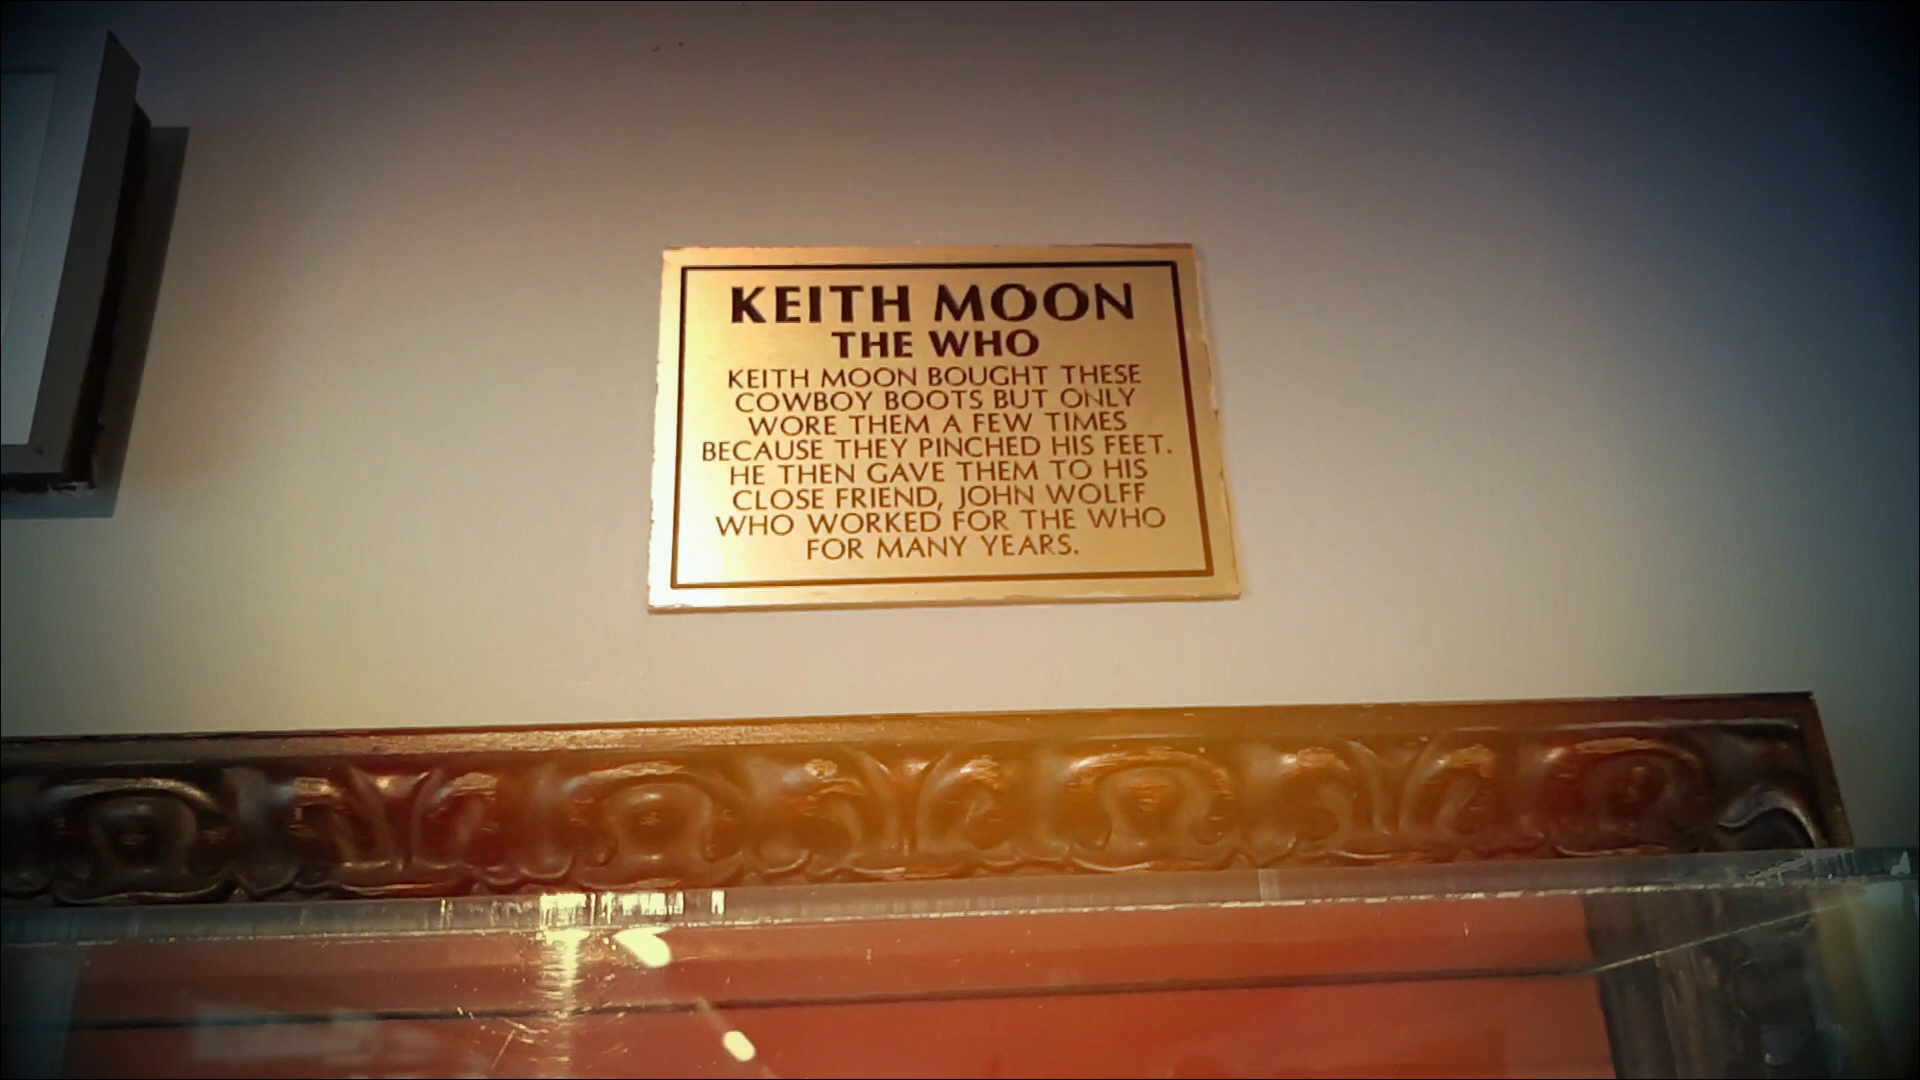 KEITH MOON
THE WHO
KEITH MOON BOUGHT THESE
COWBOY BOOTS BUT ONLY
WORE THEM A FEW TIMES
BECAUSE THEY PINCHED HIS FEET.
HE THEN GAVE THEM TO HIS
CLOSE FRIEND, JOHN WOLFF
WHO WORKED FOR THE WHO
FOR MANY YEARS.